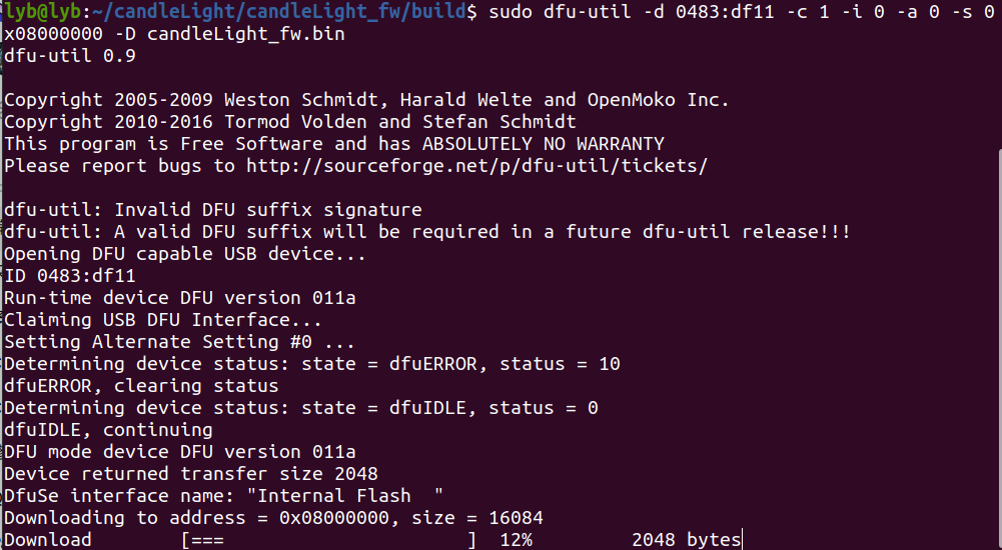 lyb@lyb:~/candleLight/candleLight_fw/build$ sudo dfu-util -d 0483:df11 -c 1 -i 0 -a 0 -s 0
x08000000 -D candleLight_fw.bin
dfu-util 0.9
Copyright 2005-2009 Weston Schmidt, Harald Welte and OpenMoko Inc.
Copyright 2010-2016 Tormod Volden and Stefan Schmidt
This program is Free Software and has ABSOLUTELY NO WARRANTY
Please report bugs to http://sourceforge.net/p/dfu-util/tickets/
dfu-util: Invalid DFU suffix signature
dfu-util: A valid DFU suffix will be required in a future dfu-util release!!!
Opening DFU capable USB device...
ID 0483:df11
Run-time device DFU version 011a
Claiming USB DFU Interface...
Setting Alternate Setting #0 ...
Determining device status: state = dfuERROR, status = 10
dfuERROR, clearing status
Determining device status: state = dfuIDLE, status = 0
dfuIDLE, continuing
DFU mode device DFU version 011a
Device returned transfer size 2048
DfuSe interface name: "Internal Flash  "
Downloading to address = 0x08000000, size = 16084
Download        [===                      ]  12%         2048 bytes